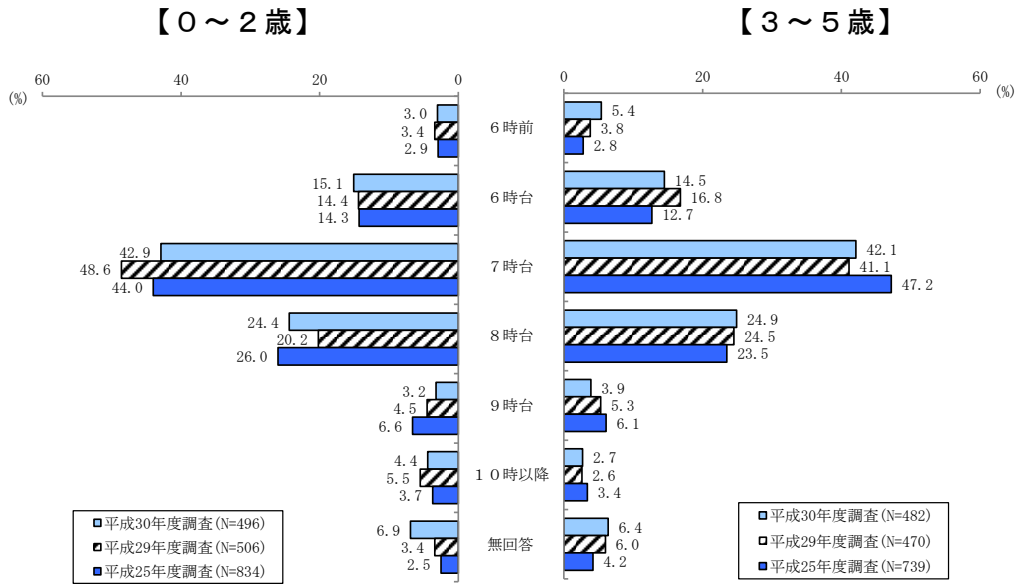 【０～２歳】
【３～５歳】
60 20 0
(%)
0 20 40 60
(%)
3.0 ６時前 5.4
3.4 3.8
2.9 2.8
15.1 ６時台 14.5
14.4 16.8
14.3 12.7
42.9 ７時台 42.1
48.6 41.1
44.0 47.2
24.4 ８時台 24.9
20.2 24.5
26.0 23.5
3.2 ９時台 3.9
4.5 5.3
6.6 6.1
4.4 １０時以降 2.7
5.5 2.6
3.7 3.4
6.9 無回答 6.4
3.4 6.0
2.5 4.2
平成30年度調査(N=496)
平成29年度調査(N=506)
平成25年度調査(N=834)
平成30年度調査(N=482)
平成29年度調査(N=470)
平成25年度調査(N=739)